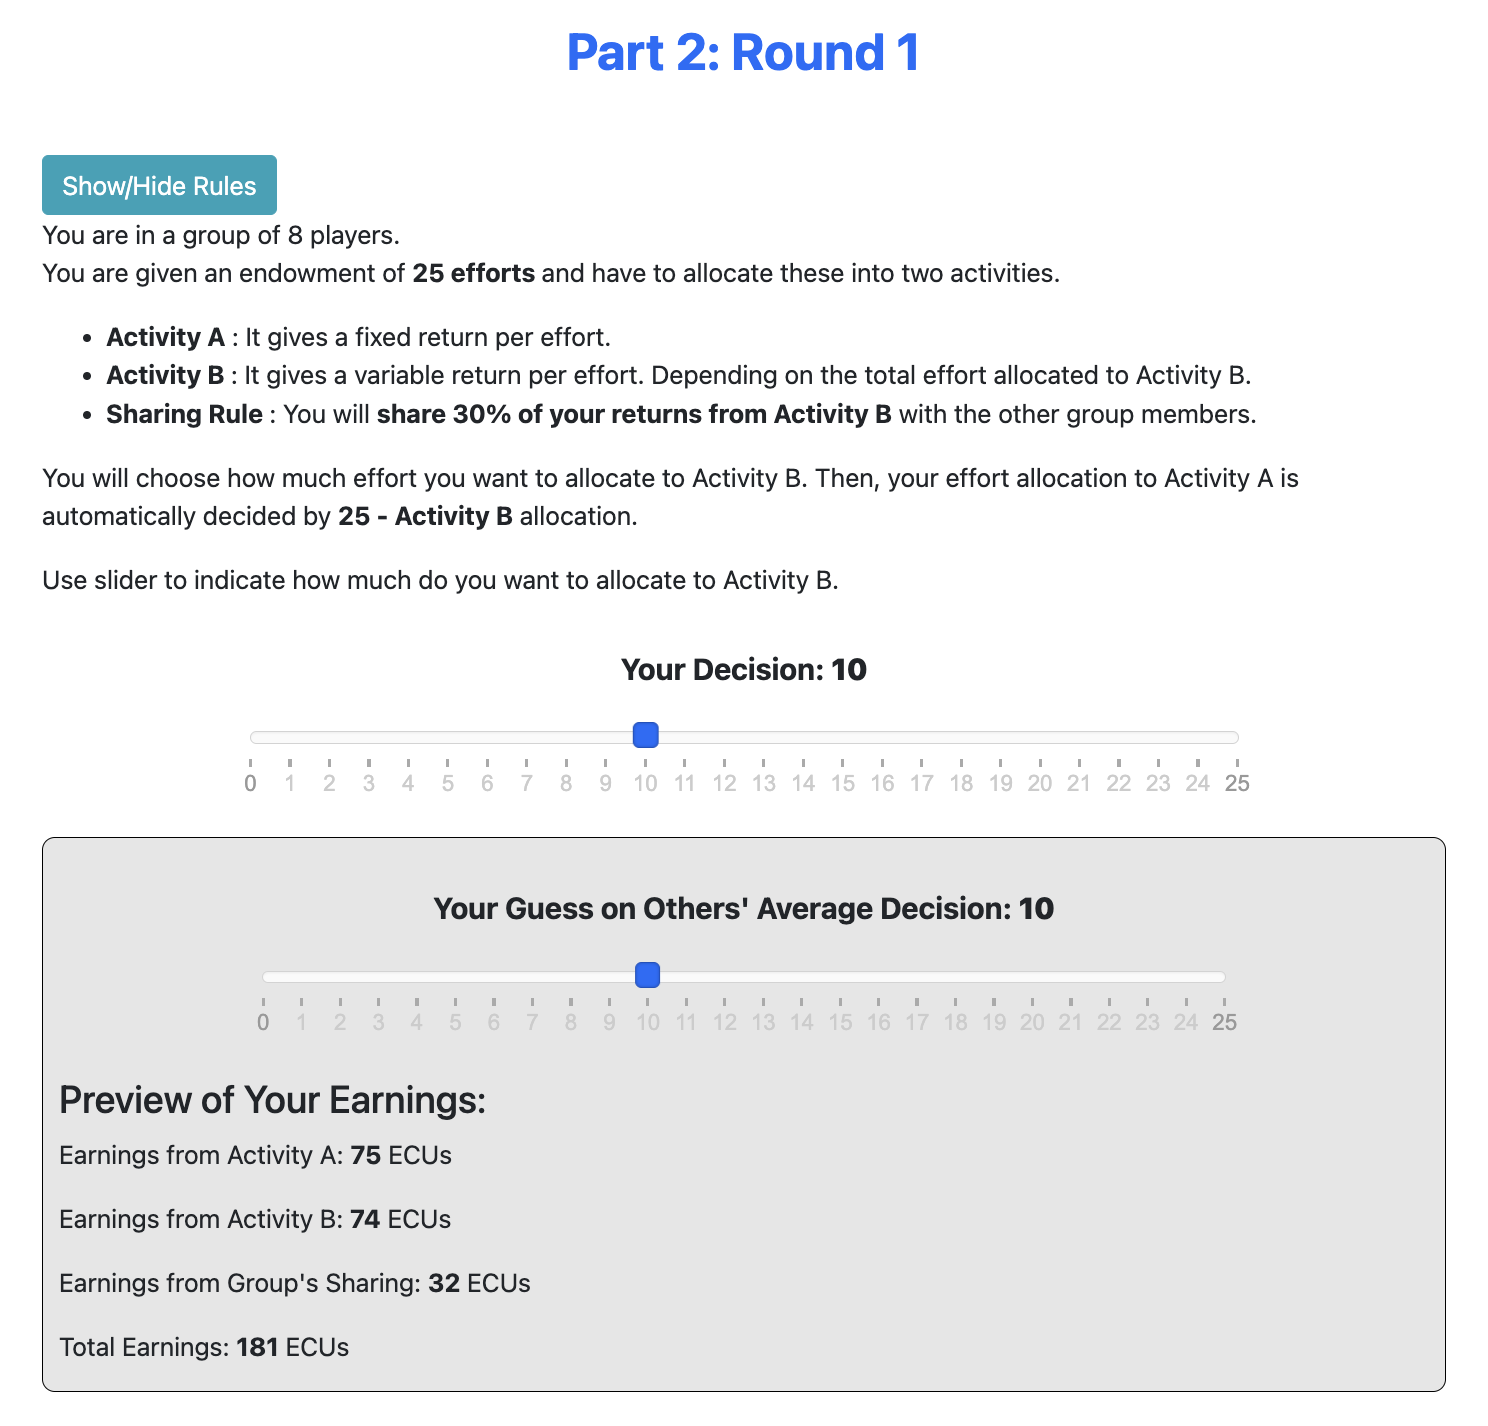 Part 2: Round 1
Show/Hide Rules
You are in a group of 8 players.
You are given an endowment of 25 efforts and have to allocate these into two activities.
• Activity A : It gives a fixed return per effort.
• Activity B : It gives a variable return per effort. Depending on the total effort allocated to Activity B.
• Sharing Rule : You will share 30% of your returns from Activity B with the other group members.
You will choose how much effort you want to allocate to Activity B. Then, your effort allocation to Activity A is
automatically decided by 25 - Activity B allocation.
Use slider to indicate how much do you want to allocate to Activity B.
Your Decision: 10
0 1 2 3 4 5 6 7 8 9 10 11 12 13 14 15 16 17 18 19 20 21 22 23 24 25
Your Guess on Others' Average Decision: 10
0 1 2 3 4 5 6 7 8 9 10 11 12 13 14 15 16 17 18 19 20 21 22 23 24 25
Preview of Your Earnings:
Earnings from Activity A: 75 ECUs
Earnings from Activity B: 74 ECUs
Earnings from Group's Sharing: 32 ECUs
Total Earnings: 181 ECUs